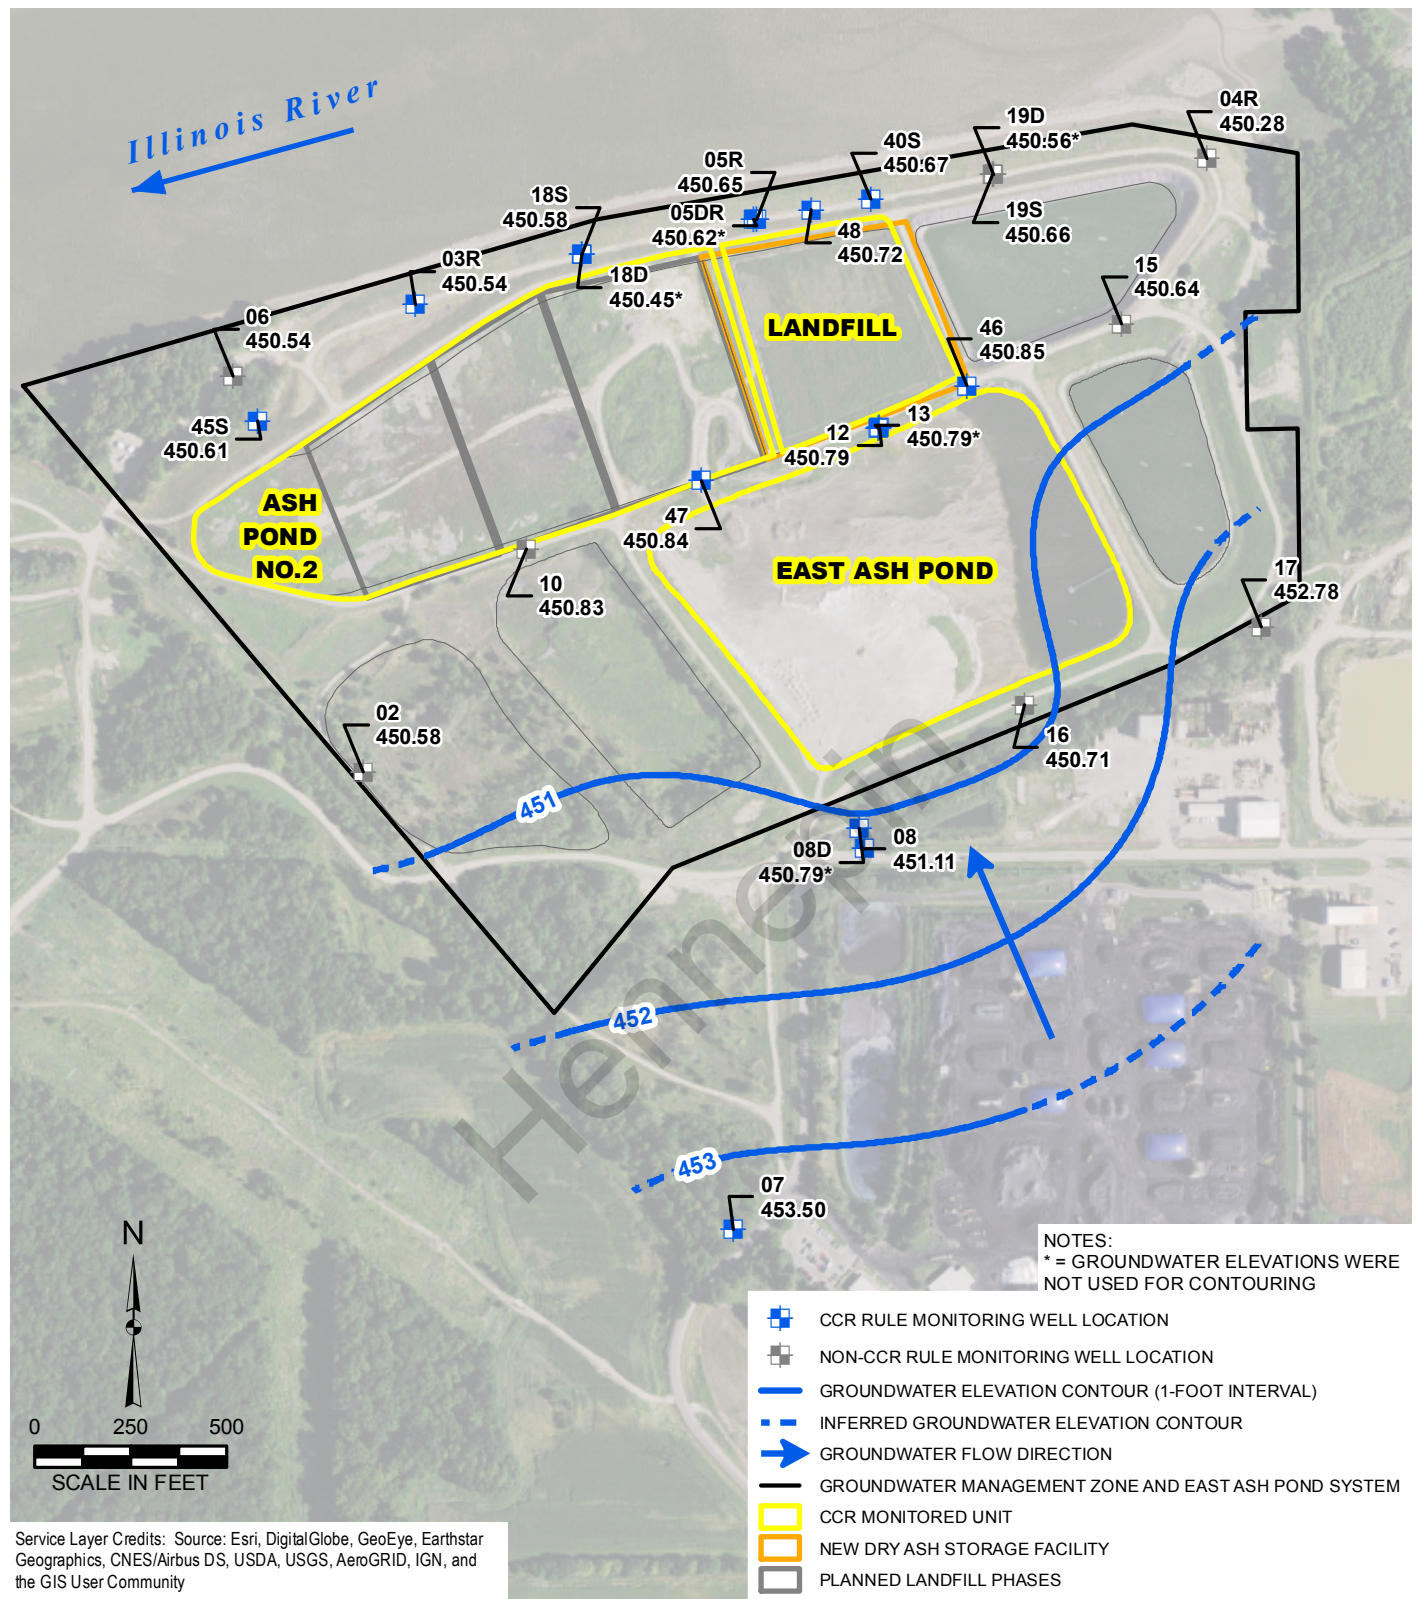 Illinois River
04R
450.28
19D
450.56*
40S
450.67
05R
450.65
05DR
450.62*
18S
450.58
19S
450.66
48
450.72
03R
450.54
18D
450.45*
15
450.64
06
450.54
LANDFILL
46
450.85
45S
450.61
12
450.79
13
450.79*
ASH
POND
NO.2
47
450.84
EAST ASH POND
10
450.83
17
452.78
02
450.58
16
450.71
451
08D
450.79*
08
451.11
Hennepin
452
453
07
453.50
N
0 250 500
SCALE IN FEET
NOTES:
* = GROUNDWATER ELEVATIONS WERE
NOT USED FOR CONTOURING
CCR RULE MONITORING WELL LOCATION
NON-CCR RULE MONITORING WELL LOCATION
GROUNDWATER ELEVATION CONTOUR (1-FOOT INTERVAL)
INFERRED GROUNDWATER ELEVATION CONTOUR
GROUNDWATER FLOW DIRECTION
GROUNDWATER MANAGEMENT ZONE AND EAST ASH POND SYSTEM
CCR MONITORED UNIT
NEW DRY ASH STORAGE FACILITY
PLANNED LANDFILL PHASES
Service Layer Credits: Source: Esri, DigitalGlobe, GeoEye, Earthstar
Geographics, CNES/Airbus DS, USDA, USGS, AeroGRID, IGN, and
the GIS User Community